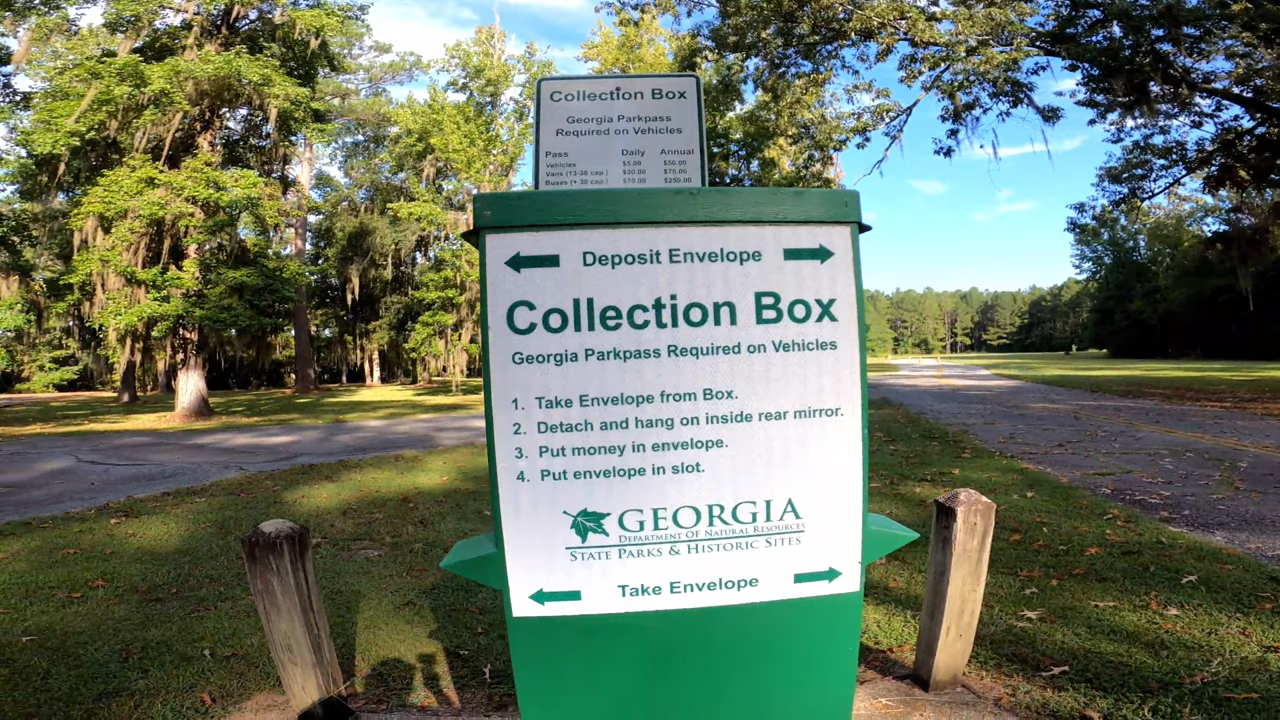 Collection Box
Georgia Parkpass
Required on Vehicles
Pass Daily Annual
Vehicles $5.00 $50.00
Vans (13-30 cap.) $30.00 $75.00
Buses (+ 30 cap.) $70.00 $250.00
Deposit Envelope
Collection Box
Georgia Parkpass Required on Vehicles
1. Take Envelope from Box.
2. Detach and hang on inside rear mirror.
3. Put money in envelope.
4. Put envelope in slot.
GEORGIA
DEPARTMENT OF NATURAL RESOURCES
STATE PARKS & HISTORIC SITES
Take Envelope